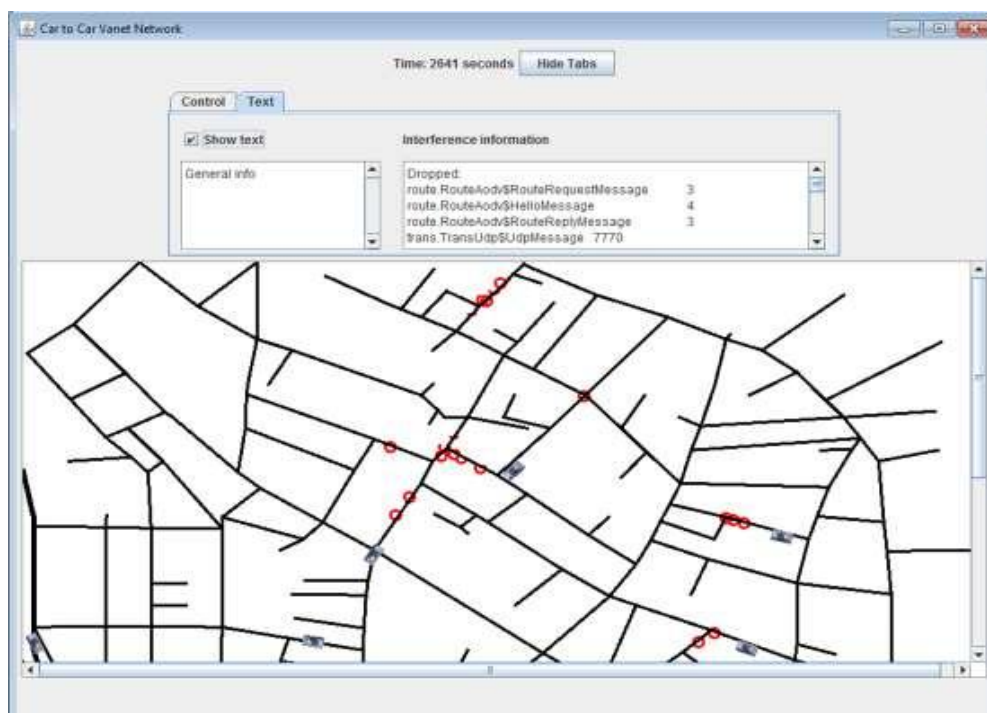 Car to Car Vanet Network
Time: 2641 seconds Hide Tabs
Control Text
Show text Interference information
General info
Dropped:
route.RouteAodv$RouteRequestMessage 3
route.RouteAodv$HelloMessage 4
route.RouteAodv$RouteReplyMessage 3
trans.TransUdp$UdpMessage 7770